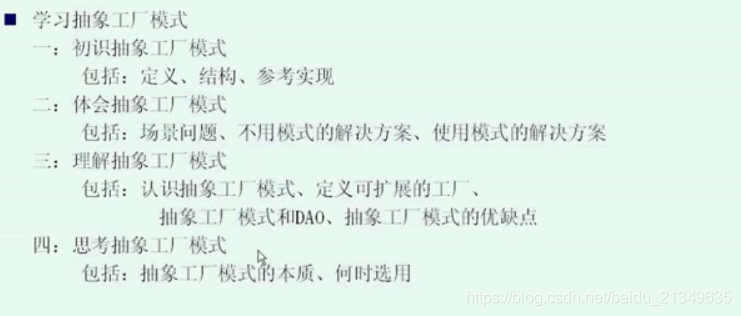 学习抽象工厂模式
一：初识抽象工厂模式
包括：定义、结构、参考实现
二：体会抽象工厂模式
包括：场景问题、不用模式的解决方案、使用模式的解决方案
三：理解抽象工厂模式
包括：认识抽象工厂模式、定义可扩展的工厂、
抽象工厂模式和DAO、抽象工厂模式的优缺点
四：思考抽象工厂模式
包括：抽象工厂模式的本质、何时选用
https://blog.csdn.net/baidu_21349635